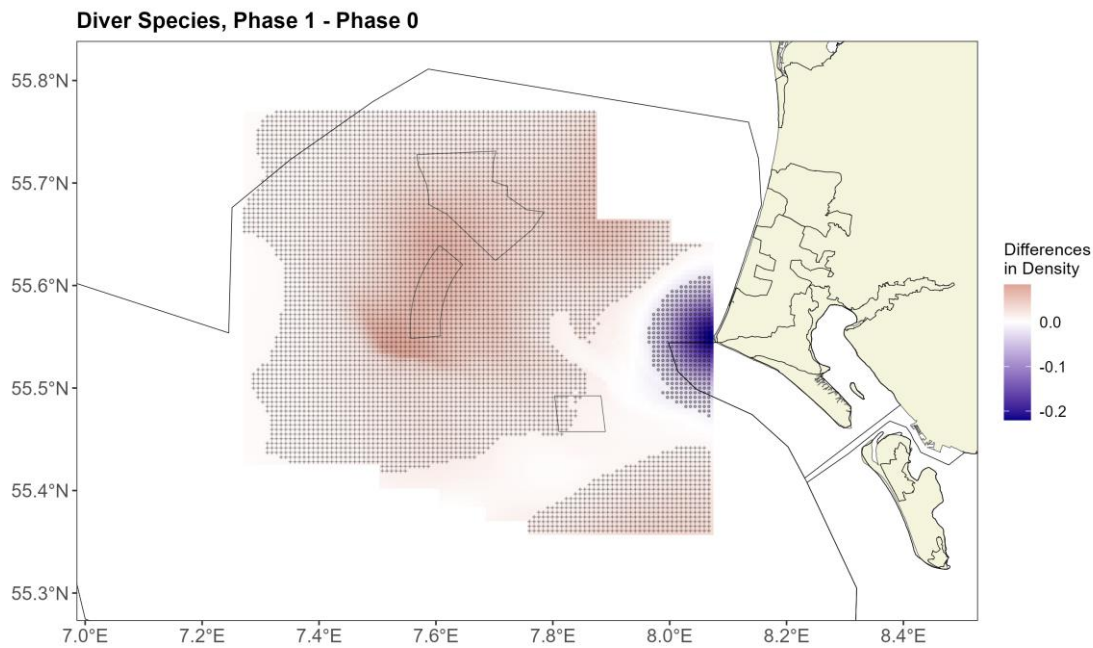 Diver Species, Phase 1 - Phase 0
55.8°N
55.7°N
55.6°N
55.5°N
55.4°N
55.3°N
7.0°E
7.2°E
7.4°E
7.6°E
7.8°E
8.0°E
8.2°E
8.4°E
Differences
in Density
0.0
-0.1
-0.2